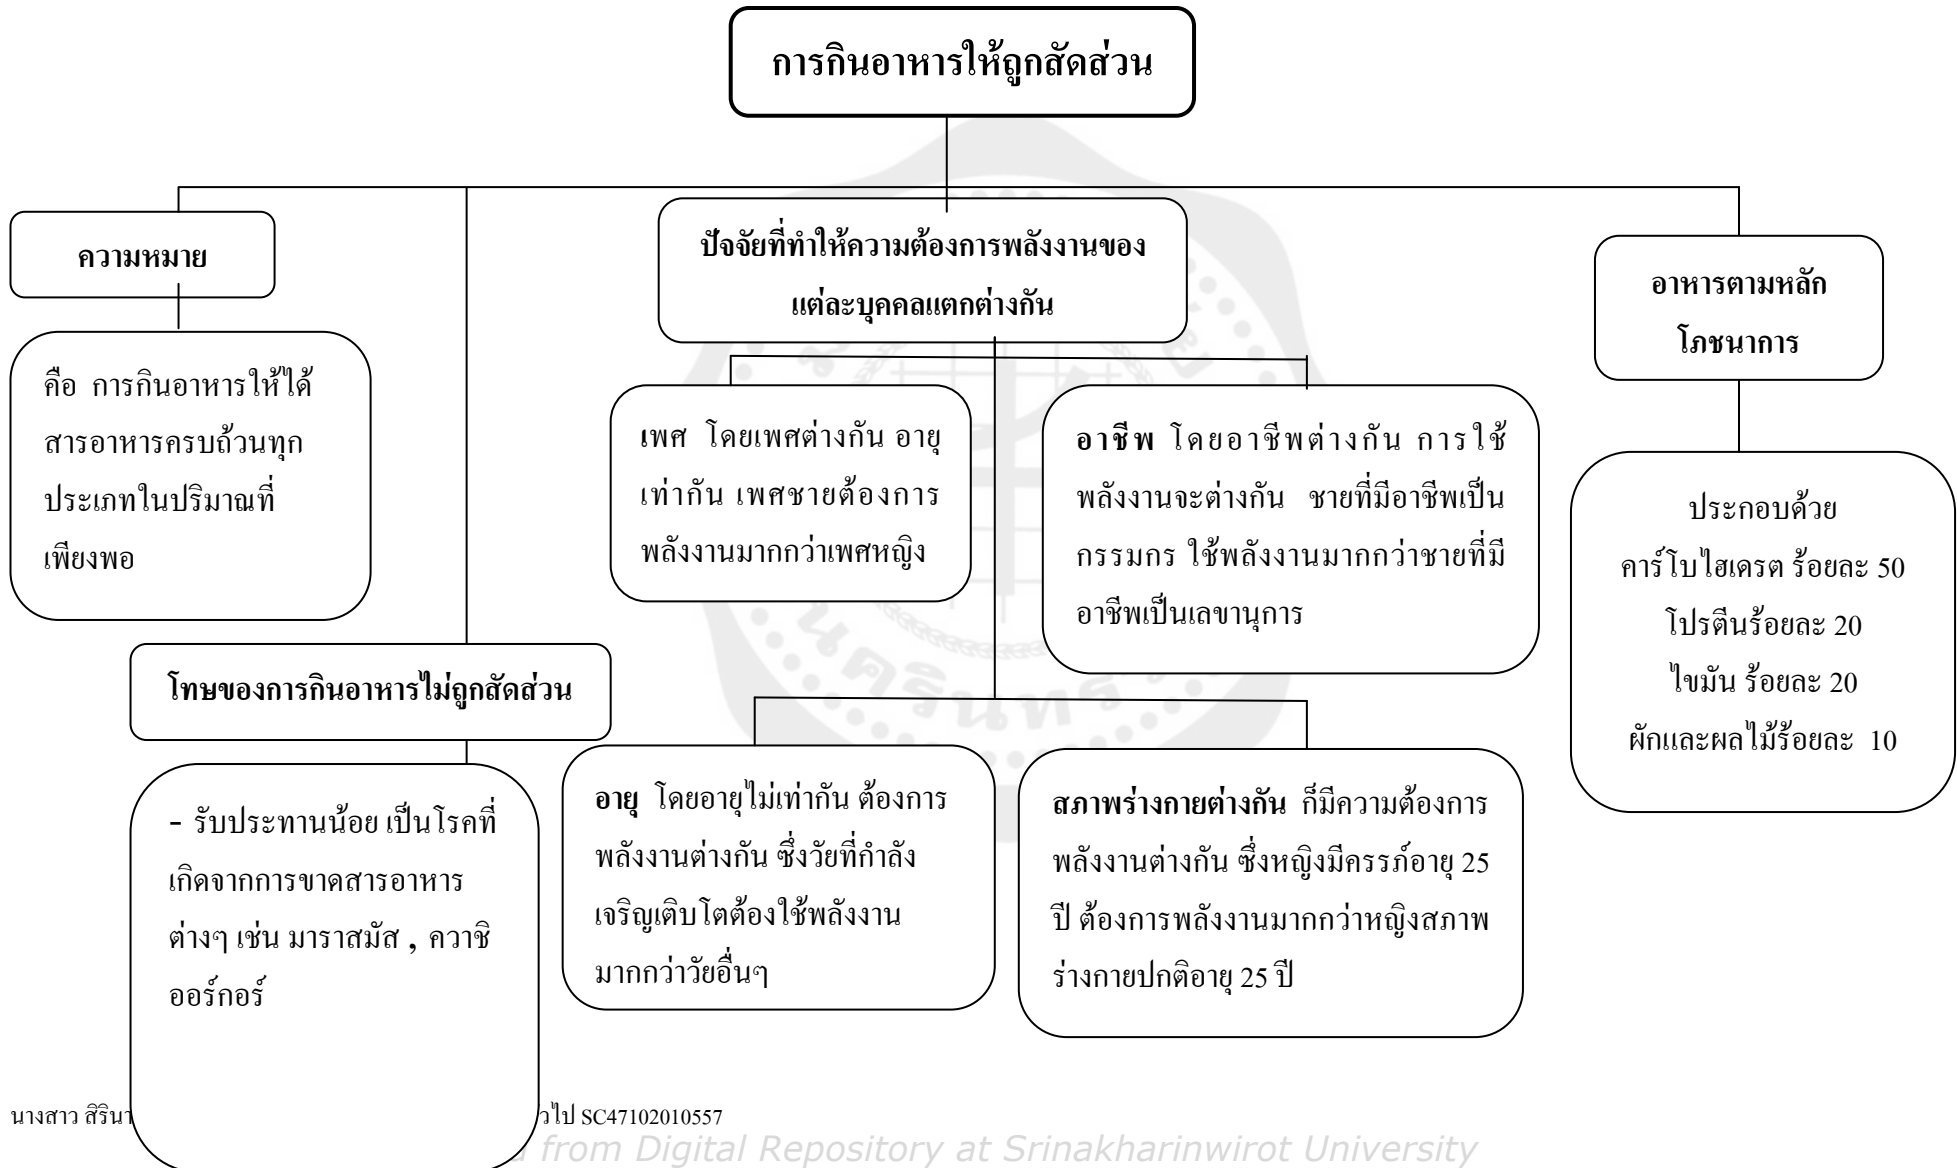 การกินอาหารให้ถูกสัดส่วน
ความหมาย
คือ การกินอาหารให้ได้
สารอาหารครบถ้วนทุก
ประเภทในปริมาณที่
เพียงพอ
โทษของการกินอาหารไม่ถูกสัดส่วน
- รับประทานน้อย เป็นโรคที่
เกิดจากการขาดสารอาหาร
ต่างๆ เช่น มาราสมัส , ควาชิ
ออร์กอร์
ปัจจัยที่ทำให้ความต้องการพลังงานของ
แต่ละบุคคลแตกต่างกัน
เพศ โดยเพศต่างกัน อายุ
เท่ากัน เพศชายต้องการ
พลังงานมากกว่าเพศหญิง
อาชีพ โดยอาชีพต่างกัน การใช้
พลังงานจะต่างกัน ชายที่มีอาชีพเป็น
กรรมกร ใช้พลังงานมากกว่าชายที่มี
อาชีพเป็นเลขานุการ
อายุ โดยอายุไม่เท่ากัน ต้องการ
พลังงานต่างกัน ซึ่งวัยที่กำลัง
เจริญเติบโตต้องใช้พลังงาน
มากกว่าวัยอื่นๆ
สภาพร่างกายต่างกัน ก็มีความต้องการ
พลังงานต่างกัน ซึ่งหญิงมีครรภ์อายุ 25
ปี ต้องการพลังงานมากกว่าหญิงสภาพ
ร่างกายปกติอายุ 25 ปี
อาหารตามหลัก
โภชนาการ
ประกอบด้วย
คาร์โบไฮเดรต ร้อยละ 50
โปรตีนร้อยละ 20
ไขมัน ร้อยละ 20
ผักและผลไม้ร้อยละ 10
นางสาว SC47102010557
from Digital Repository at Srinakharinwirot University